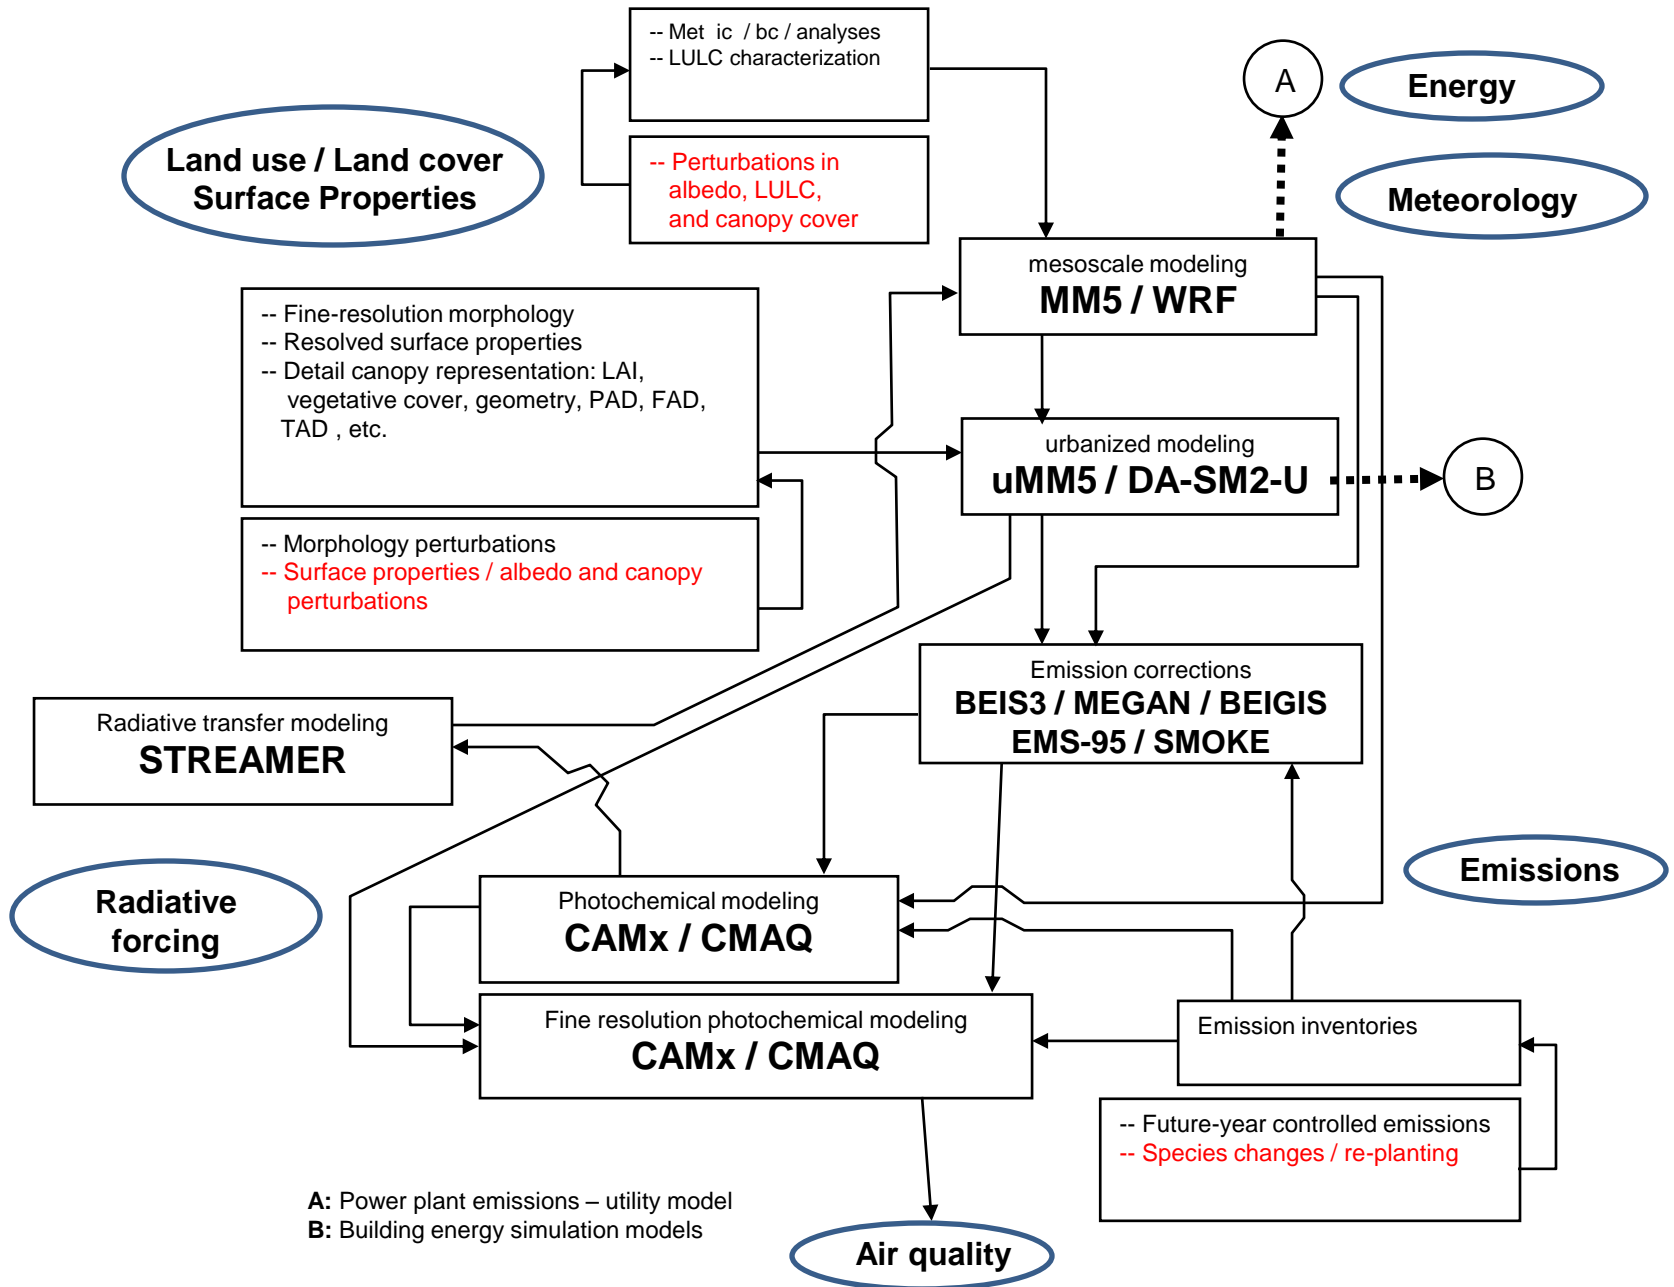 -- Met ic / bc / analyses
-- LULC characterization
A
Energy
Land use / Land cover
Surface Properties
-- Perturbations in
albedo, LULC,
and canopy cover
Meteorology
mesoscale modeling
MM5 / WRF
-- Fine-resolution morphology
-- Resolved surface properties
-- Detail canopy representation: LAI,
vegetative cover, geometry, PAD, FAD,
TAD , etc.
urbanized modeling
uMM5 / DA-SM2-U
B
-- Morphology perturbations
-- Surface properties / albedo and canopy
perturbations
Emission corrections
BEIS3 / MEGAN / BEIGIS
EMS-95 / SMOKE
Radiative transfer modeling
STREAMER
Emissions
Radiative
forcing
Photochemical modeling
CAMx / CMAQ
Fine resolution photochemical modeling
CAMx / CMAQ
Emission inventories
-- Future-year controlled emissions
-- Species changes / re-planting
A: Power plant emissions – utility model
B: Building energy simulation models
Air quality